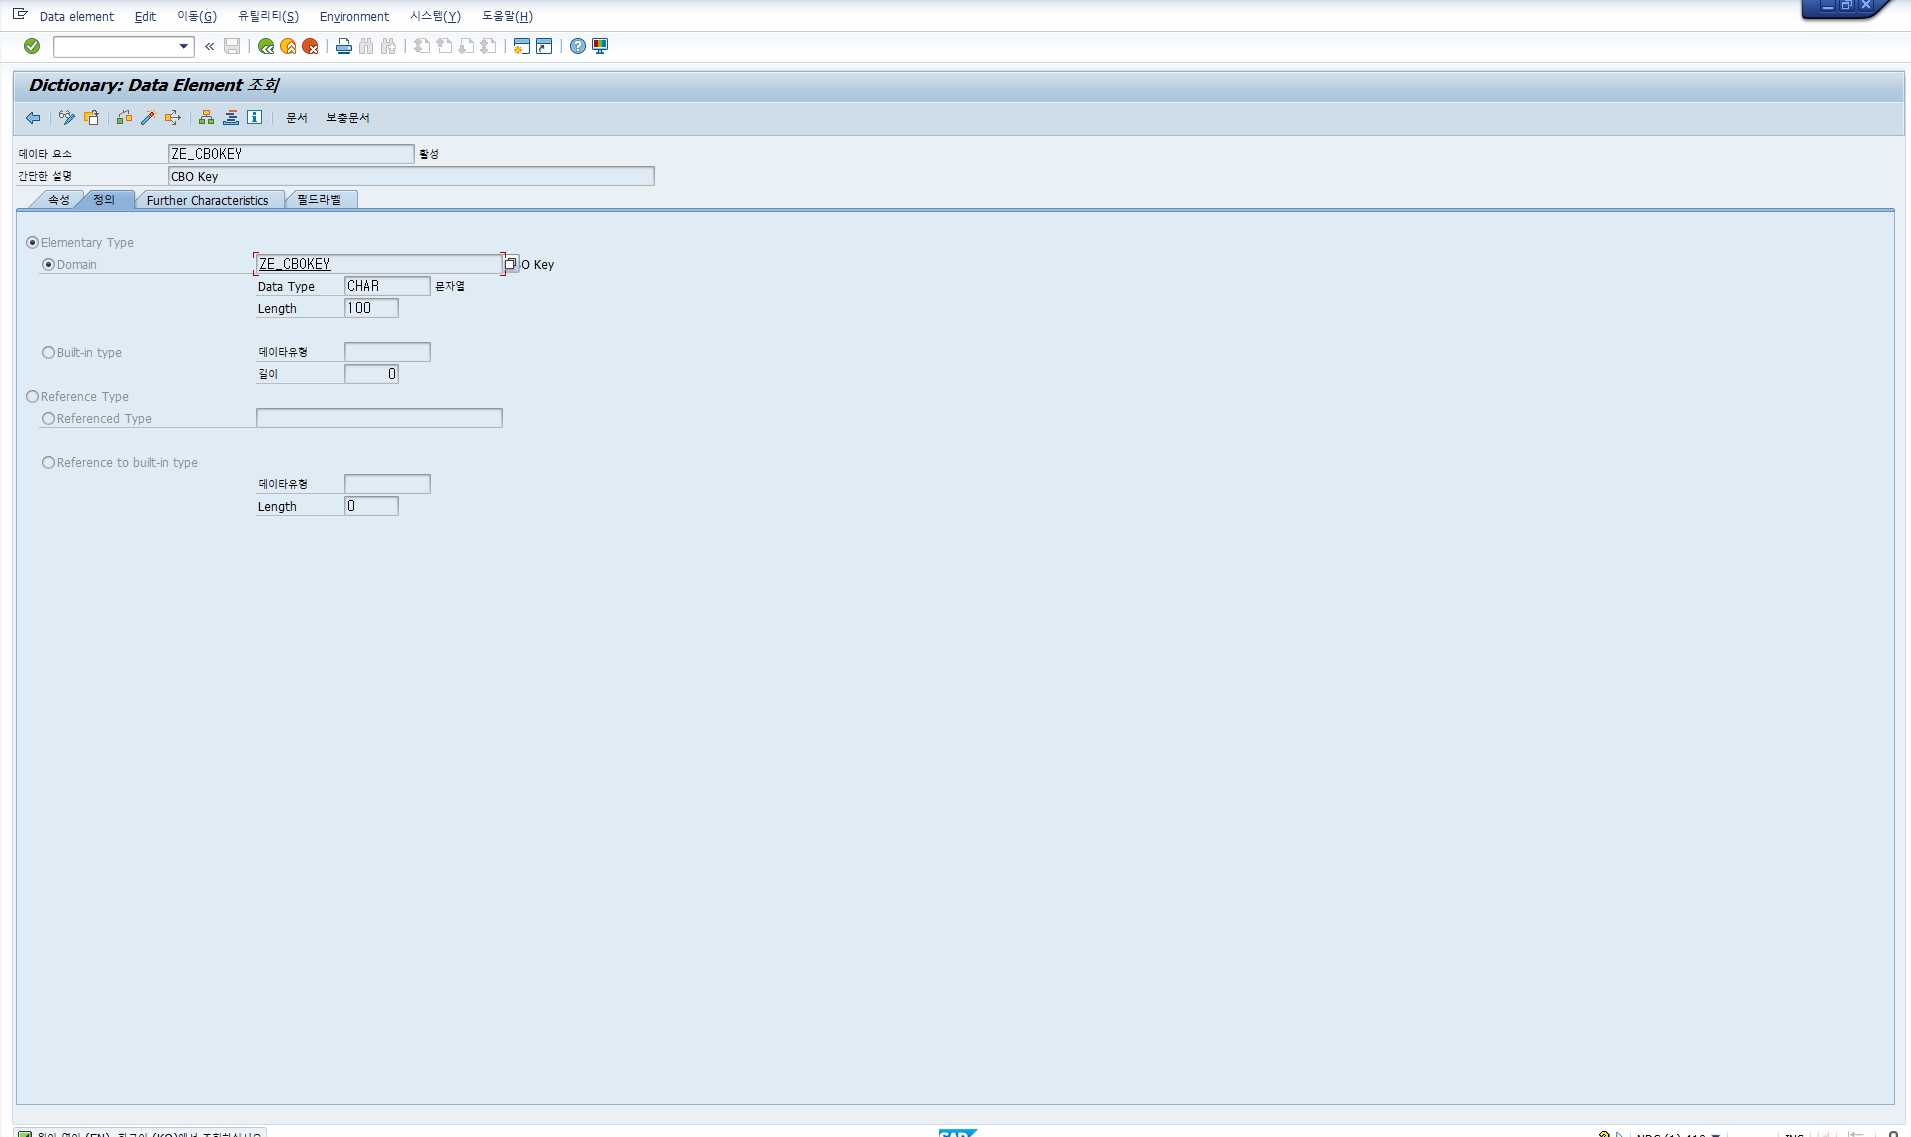 Data element Edit 이동(G) 유틸리티(S) Environment 시스템(Y) 도움말(H)
Dictionary: Data Element 조회
문서 보충문서
데이타 요소 ZE_CBOKEY 활성
간단한 설명 CBO Key
속성 정의 Further Characteristics 필드라벨
Elementary Type
Domain ZE_CBOKEY O Key
Data Type CHAR 문자열
Length 100
Built-in type 데이타유형
길이 0
Reference Type
Referenced Type
Reference to built-in type
데이타유형
Length 0
SAP